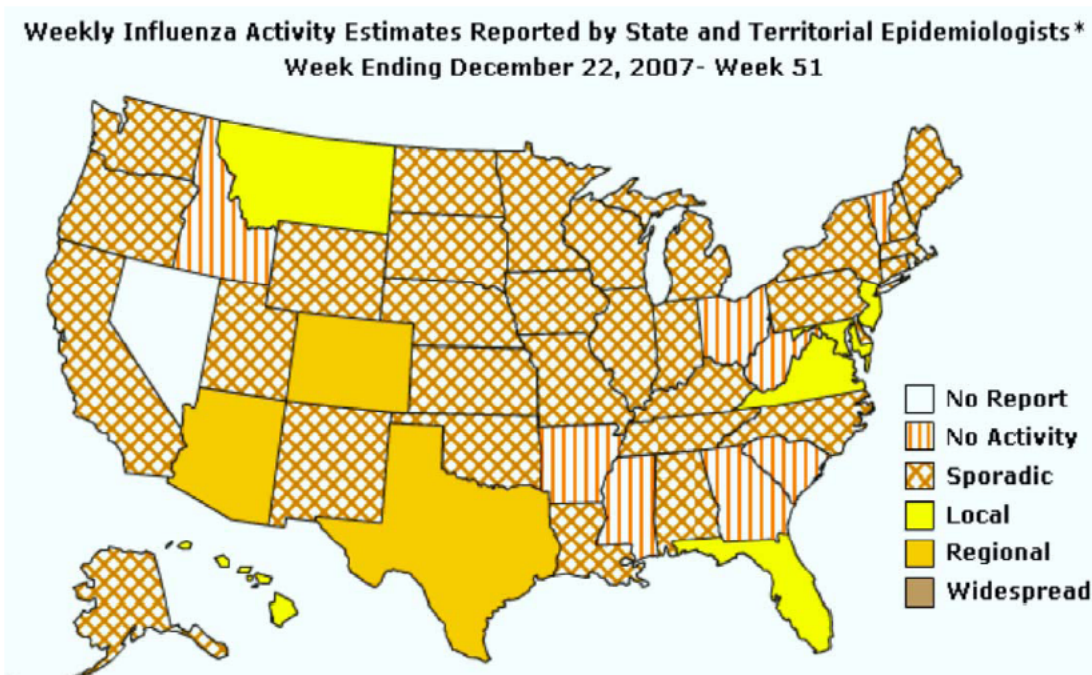 Weekly Influenza Activity Estimates Reported by State and Territorial Epidemiologists*
Week Ending December 22, 2007- Week 51
No Report
No Activity
Sporadic
Local
Regional
Widespread